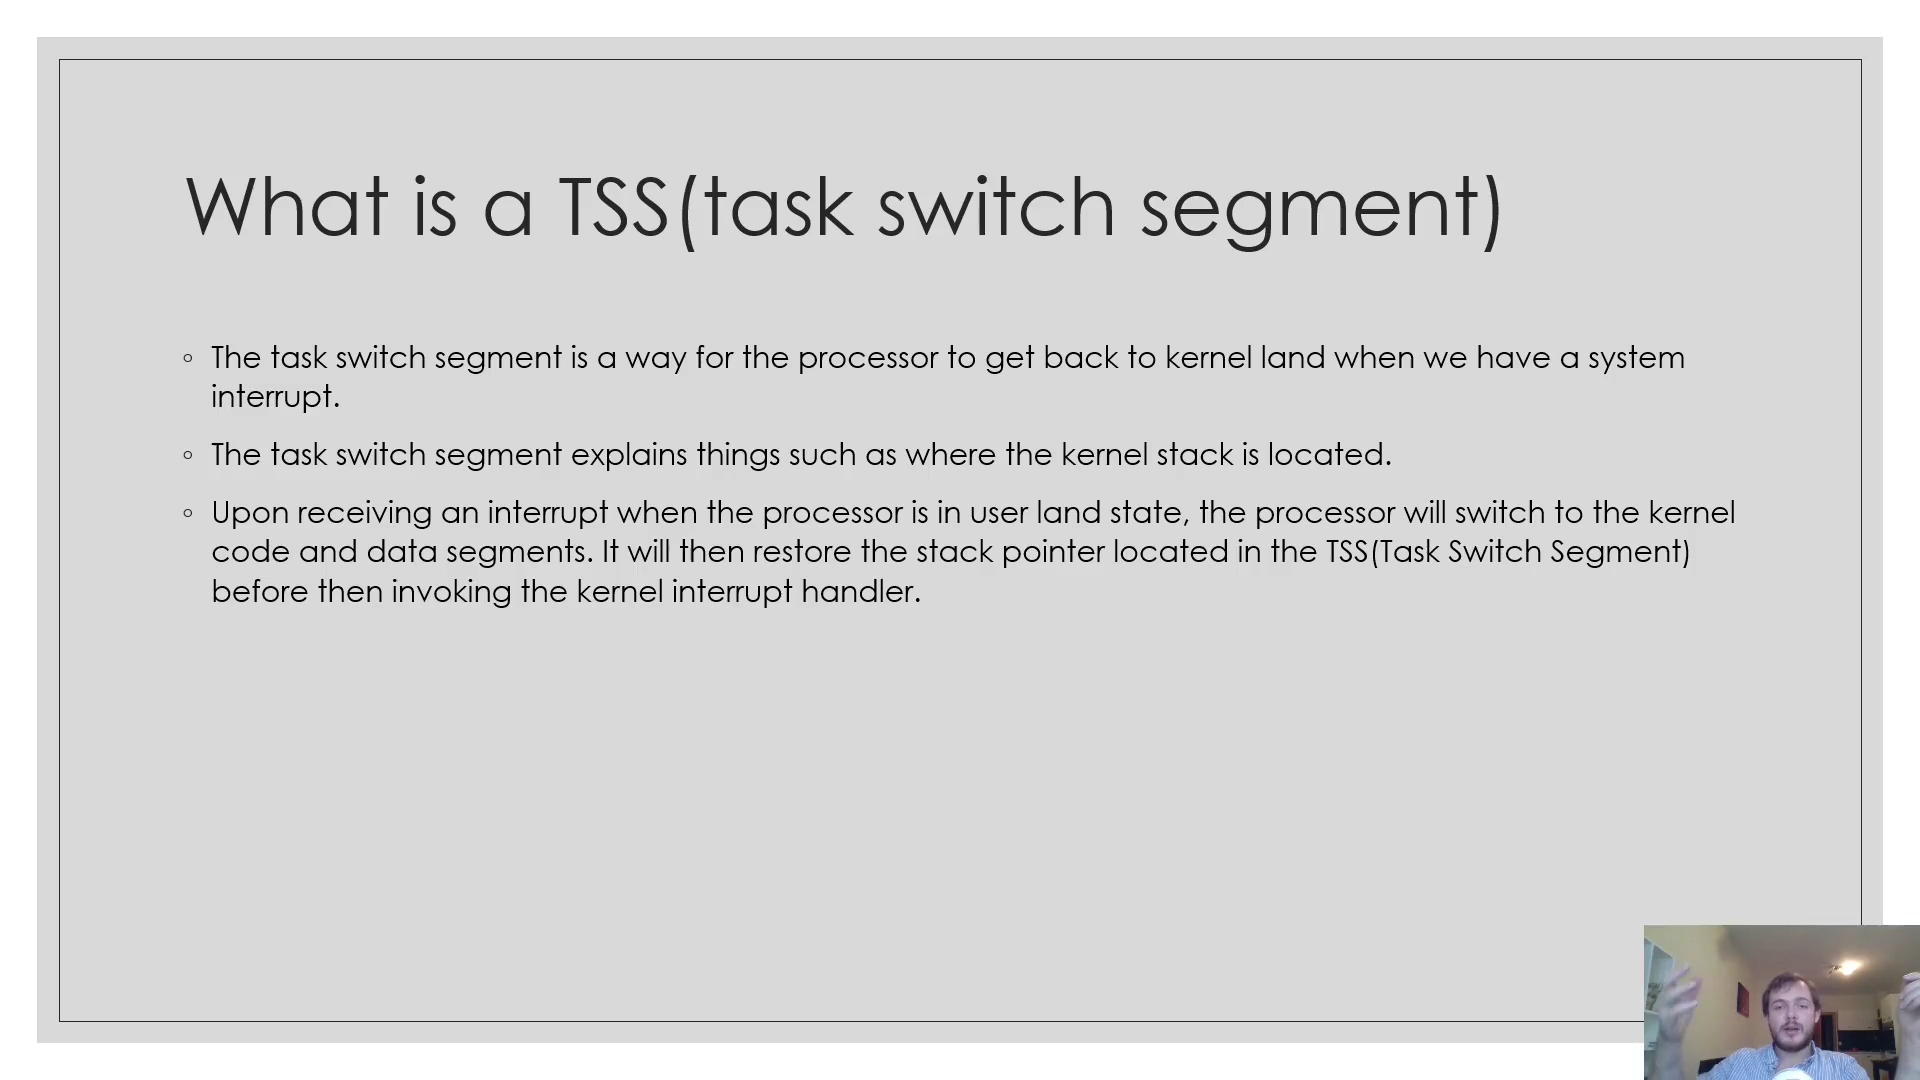 What is a TSS(task switch segment)
◦ The task switch segment is a way for the processor to get back to kernel land when we have a system
interrupt.
◦ The task switch segment explains things such as where the kernel stack is located.
◦ Upon receiving an interrupt when the processor is in user land state, the processor will switch to the kernel
code and data segments. It will then restore the stack pointer located in the TSS(Task Switch Segment)
before then invoking the kernel interrupt handler.